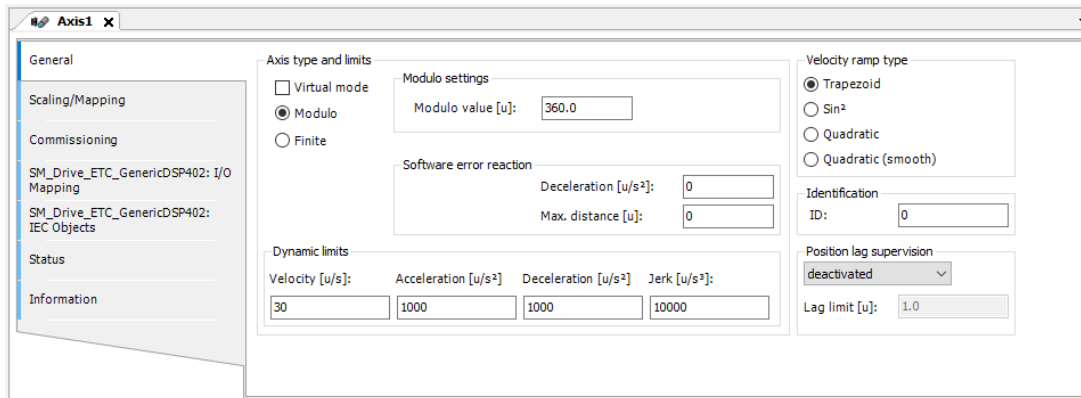 Axis1 X
General
Scaling/Mapping
Commissioning
SM_Drive_ETC_GenericDSP402: I/O
Mapping
SM_Drive_ETC_GenericDSP402:
IEC Objects
Status
Information
Axis type and limits
Virtual mode
Modulo
Finite
Modulo settings
Modulo value [u]: 360.0
Software error reaction
Deceleration [u/s²]: 0
Max. distance [u]: 0
Dynamic limits
Velocity [u/s]: Acceleration [u/s²] Deceleration [u/s²] Jerk [u/s³]:
30 1000 1000 10000
Velocity ramp type
Trapezoid
Sin²
Quadratic
Quadratic (smooth)
Identification
ID: 0
Position lag supervision
deactivated
Lag limit [u]: 1.0